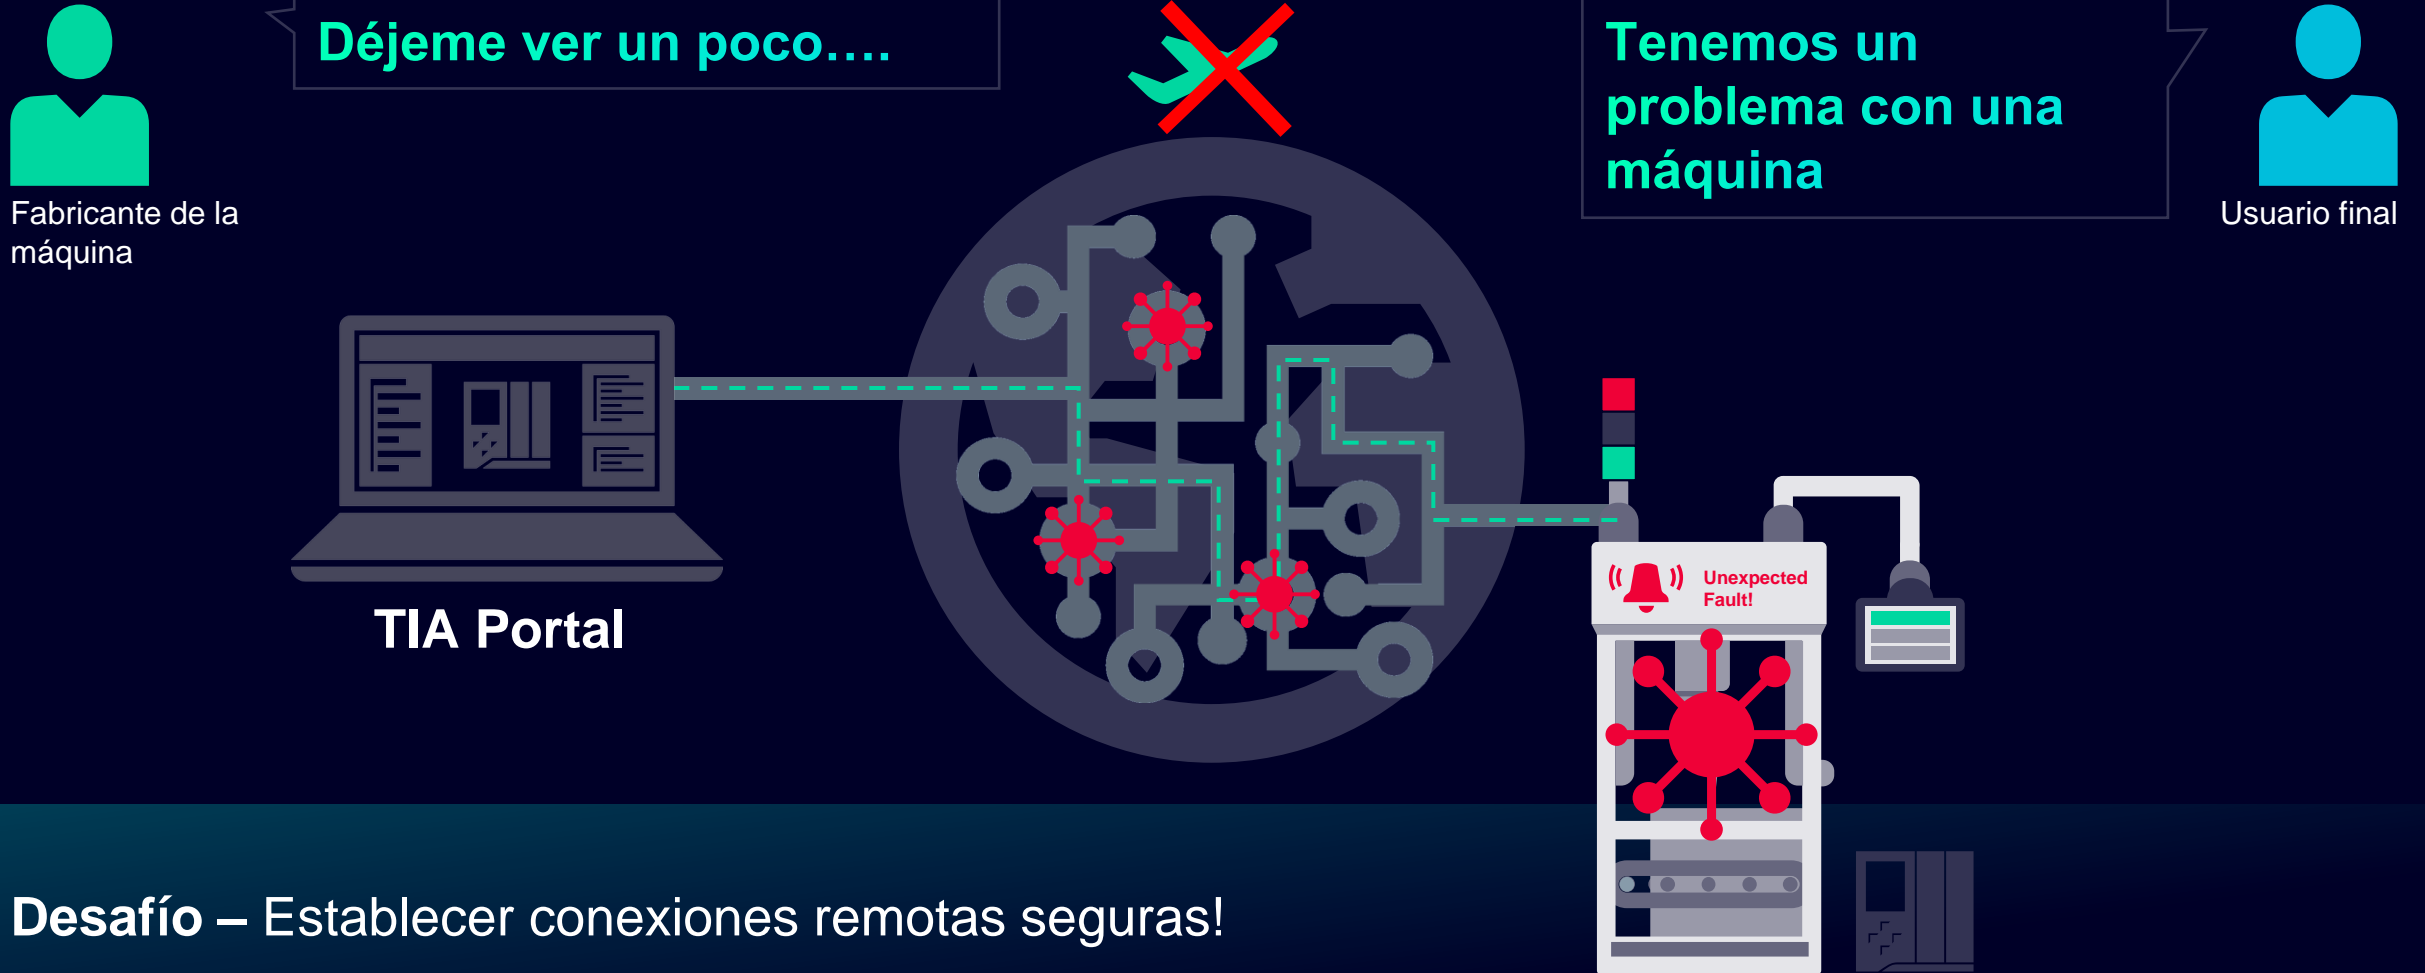 Déjeme ver un poco….
Tenemos un
problema con una
máquina
Fabricante de la
máquina
Usuario final
TIA Portal
Unexpected
Fault!
Desafío – Establecer conexiones remotas seguras!